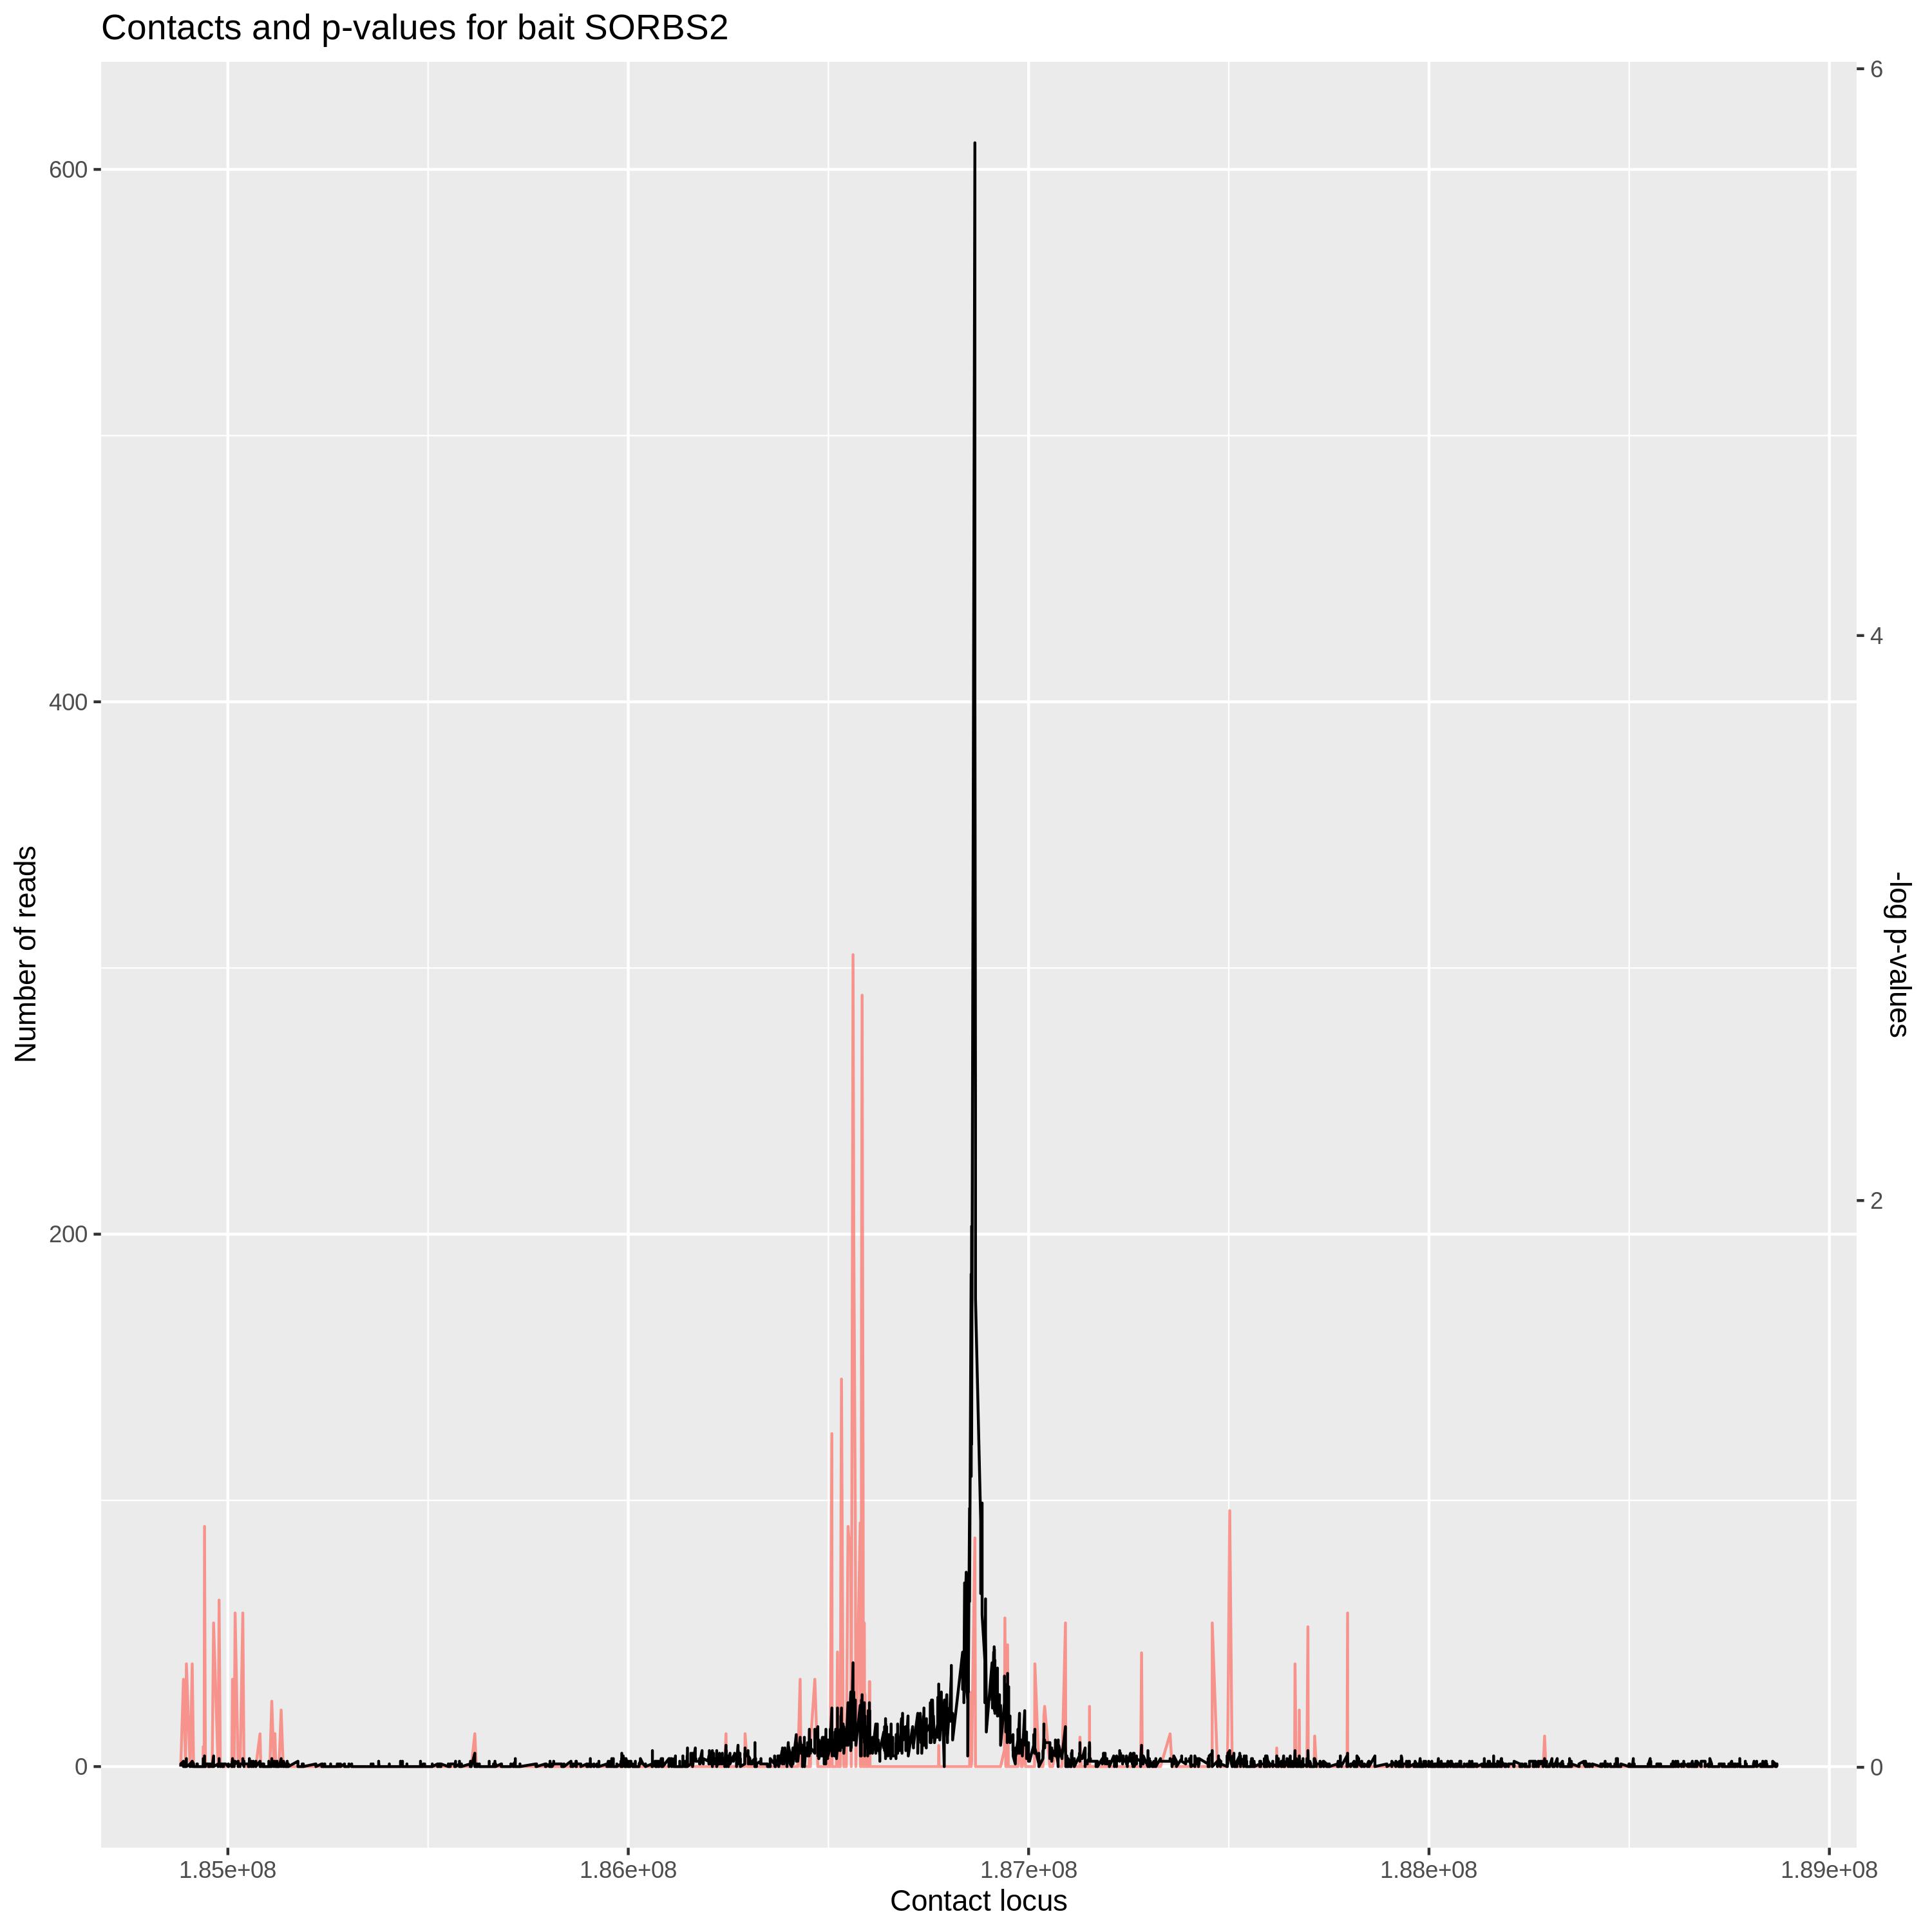 Contacts and p-values for bait SORBS2
6
600
4
400
Number of reads
-log p-values
2
200
0
0
1.85e+08
1.86e+08
1.87e+08
1.88e+08
1.89e+08
Contact locus